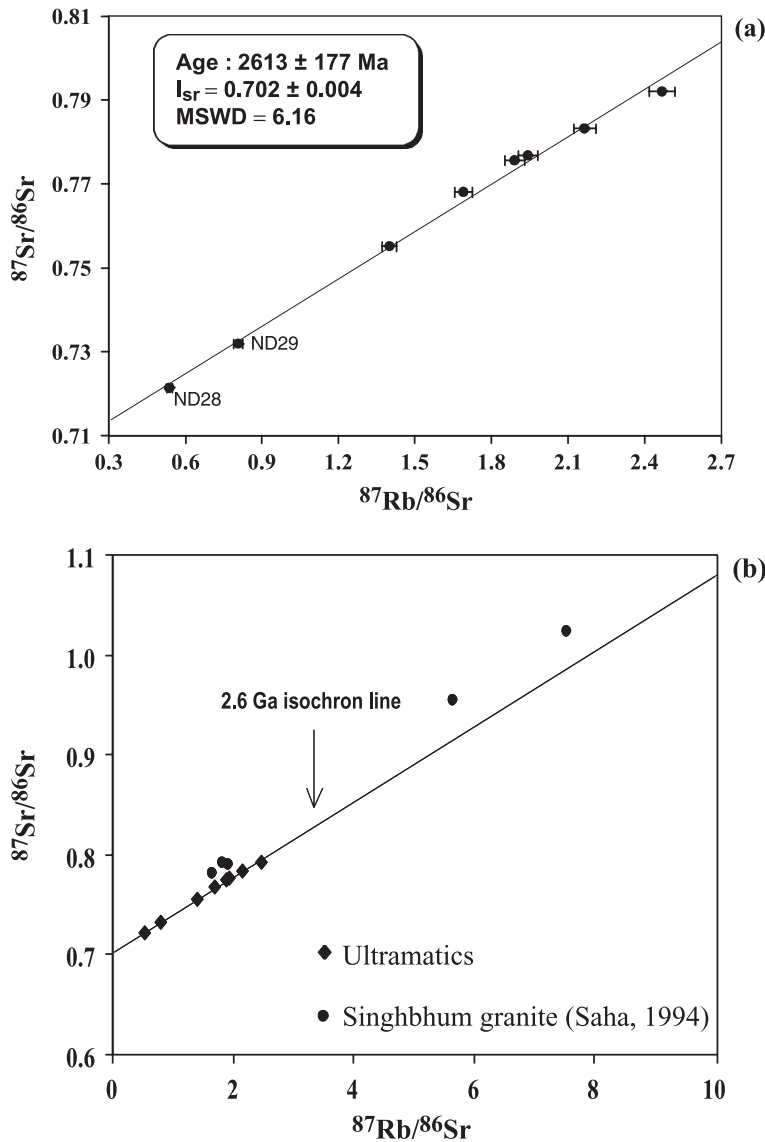 (a)
0.81
Age : 2613 ± 177 Ma
Isr = 0.702 ± 0.004
MSWD = 6.16
0.79
0.77
0.75
0.73
0.71
⁸⁷Sr/⁸⁶Sr
ND29
ND28
0.3 0.6 0.9 1.2 1.5 1.8 2.1 2.4 2.7
⁸⁷Rb/⁸⁶Sr
(b)
1.1
1.0
0.9
0.8
0.7
0.6
⁸⁷Sr/⁸⁶Sr
2.6 Ga isochron line
Ultramatics
Singhbhum granite (Saha, 1994)
0 2 4 6 8 10
⁸⁷Rb/⁸⁶Sr